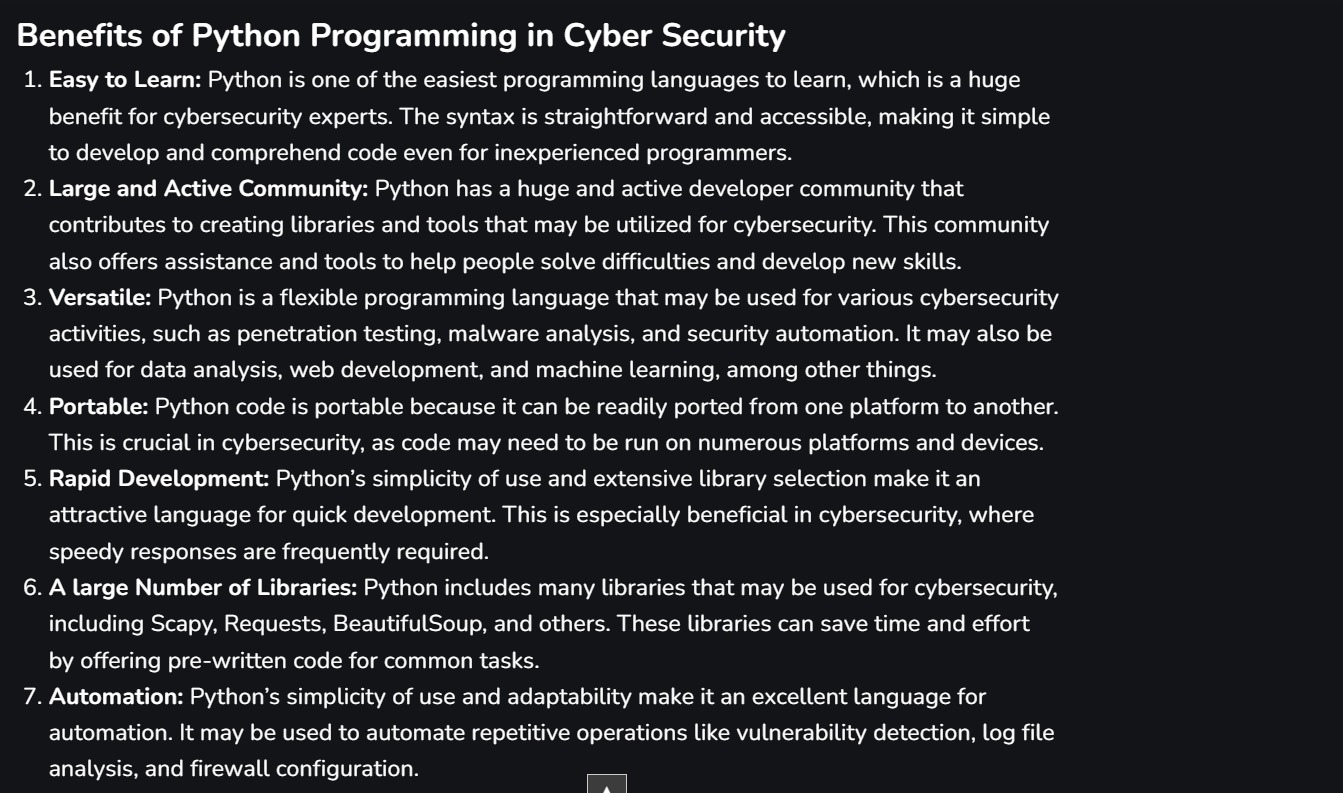 Benefits of Python Programming in Cyber Security
1. Easy to Learn: Python is one of the easiest programming languages to learn, which is a huge
benefit for cybersecurity experts. The syntax is straightforward and accessible, making it simple
to develop and comprehend code even for inexperienced programmers.
2. Large and Active Community: Python has a huge and active developer community that
contributes to creating libraries and tools that may be utilized for cybersecurity. This community
also offers assistance and tools to help people solve difficulties and develop new skills.
3. Versatile: Python is a flexible programming language that may be used for various cybersecurity
activities, such as penetration testing, malware analysis, and security automation. It may also be
used for data analysis, web development, and machine learning, among other things.
4. Portable: Python code is portable because it can be readily ported from one platform to another.
This is crucial in cybersecurity, as code may need to be run on numerous platforms and devices.
5. Rapid Development: Python’s simplicity of use and extensive library selection make it an
attractive language for quick development. This is especially beneficial in cybersecurity, where
speedy responses are frequently required.
6. A large Number of Libraries: Python includes many libraries that may be used for cybersecurity,
including Scapy, Requests, BeautifulSoup, and others. These libraries can save time and effort
by offering pre-written code for common tasks.
7. Automation: Python’s simplicity of use and adaptability make it an excellent language for
automation. It may be used to automate repetitive operations like vulnerability detection, log file
analysis, and firewall configuration.